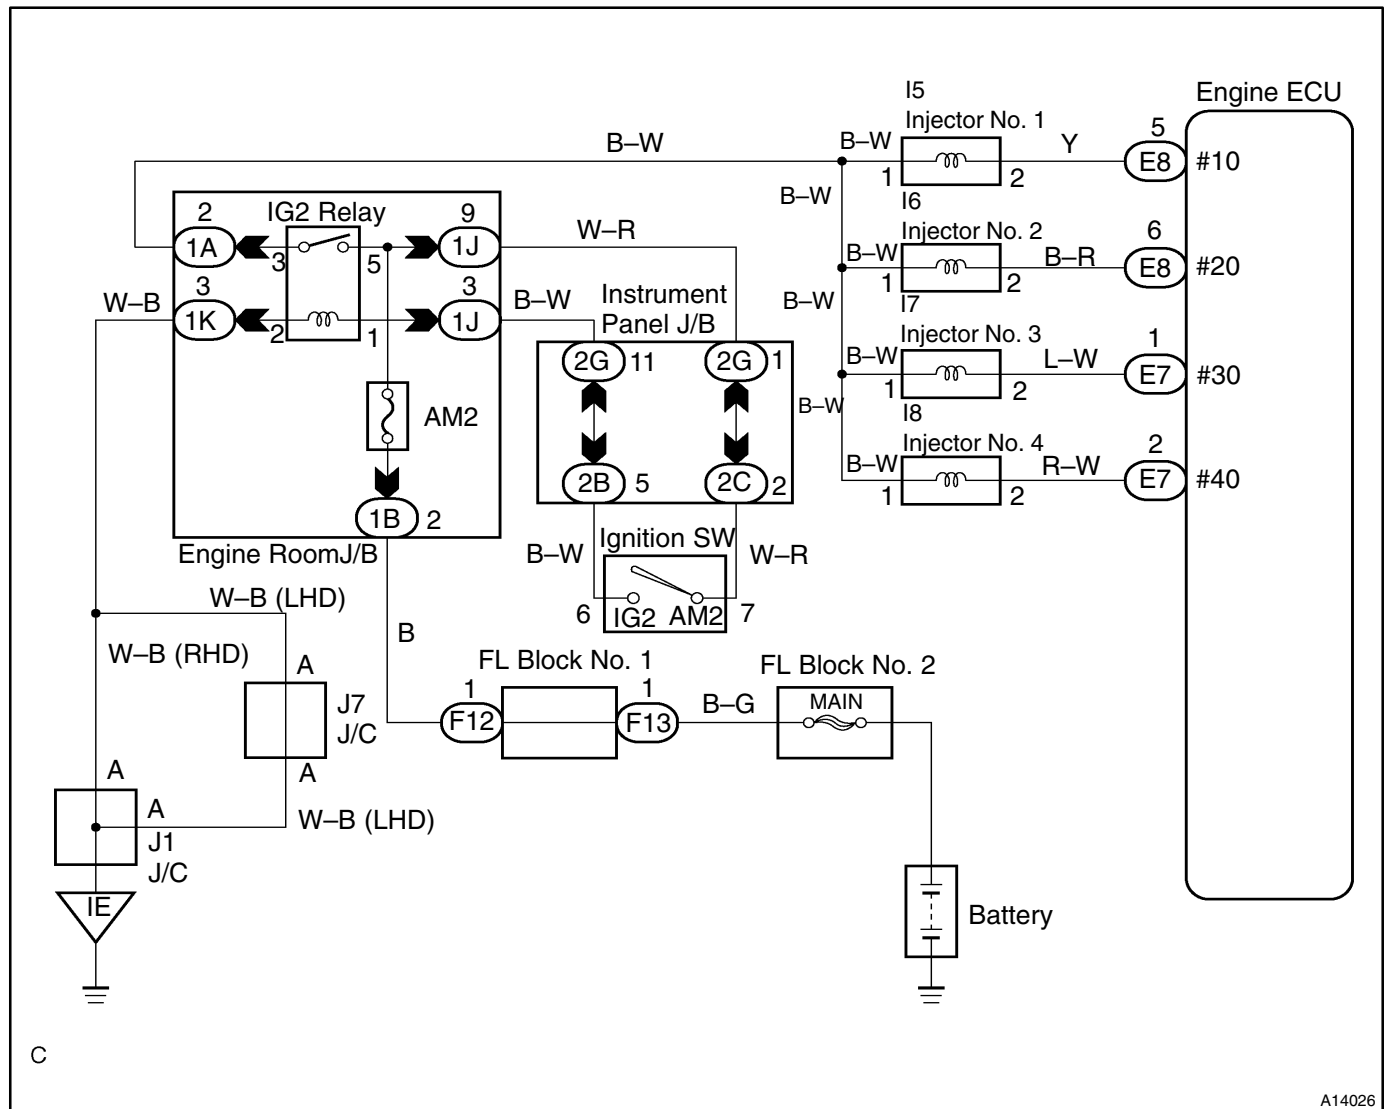 I5
Engine ECU
Injector No. 1
5
B–W
B–W
Y
E8
#10
1
2
B–W
I6
2
IG2 Relay
9
Injector No. 2
6
1A
3
5
1J
W–R
B–W
B–R
E8
#20
1
2
W–B
3
3
B–W
Instrument
Panel J/B
B–W
I7
1K
2
1
1J
Injector No. 3
1
2G
11
2G
1
B–W
L–W
E7
#30
1
2
AM2
B–W
I8
Injector No. 4
2
2B
5
2C
2
B–W
R–W
E7
#40
1
2
1B
2
Engine RoomJ/B
Ignition SW
B–W
W–R
W–B (LHD)
6
IG2
AM2
7
B
W–B (RHD)
A
FL Block No. 1
FL Block No. 2
1
1
J7
J/C
F12
F13
B–G
MAIN
A
A
A
W–B (LHD)
J1
J/C
IE
Battery
C
A14026